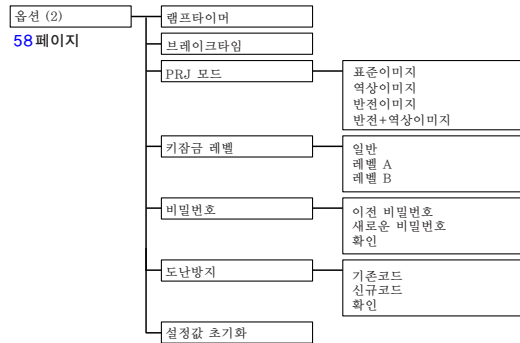 옵션 (2)
58페이지
램프타이머
브레이크타임
PRJ 모드
표준이미지
역상이미지
반전이미지
반전+역상이미지
키잠금 레벨
일반
레벨 A
레벨 B
비밀번호
이전 비밀번호
새로운 비밀번호
확인
도난방지
기존코드
신규코드
확인
설정값 초기화